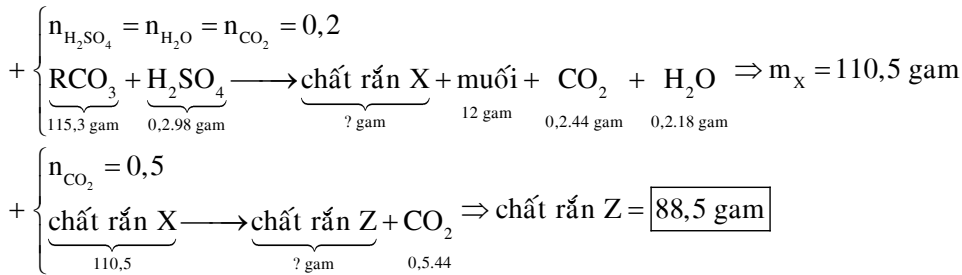 n_{H₂SO₄} = n_{H₂O} = n_{CO₂} = 0,2
+ RCO₃ + H₂SO₄ ⟶ chất rắn X + muối + CO₂ + H₂O ⇒ m_X = 110,5 gam
115,3 gam 0,2.98 gam ? gam 12 gam 0,2.44 gam 0,2.18 gam
n_{CO₂} = 0,5
+ chất rắn X ⟶ chất rắn Z + CO₂ ⇒ chất rắn Z = 88,5 gam
110,5 ? gam 0,5.44